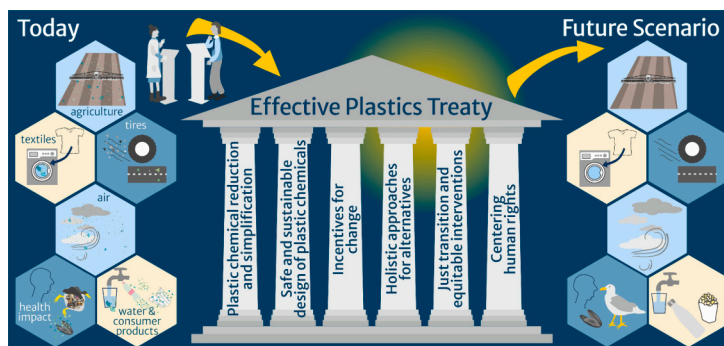 Today
Future Scenario
Effective Plastics Treaty
agriculture
textiles
tires
air
health
impact
water &
consumer
products
Plastic chemical reduction
and simplification
Safe and sustainable
design of plastic chemicals
Incentives for
change
Holistic approaches
for alternatives
Just transition and
equitable interventions
Centering
human rights